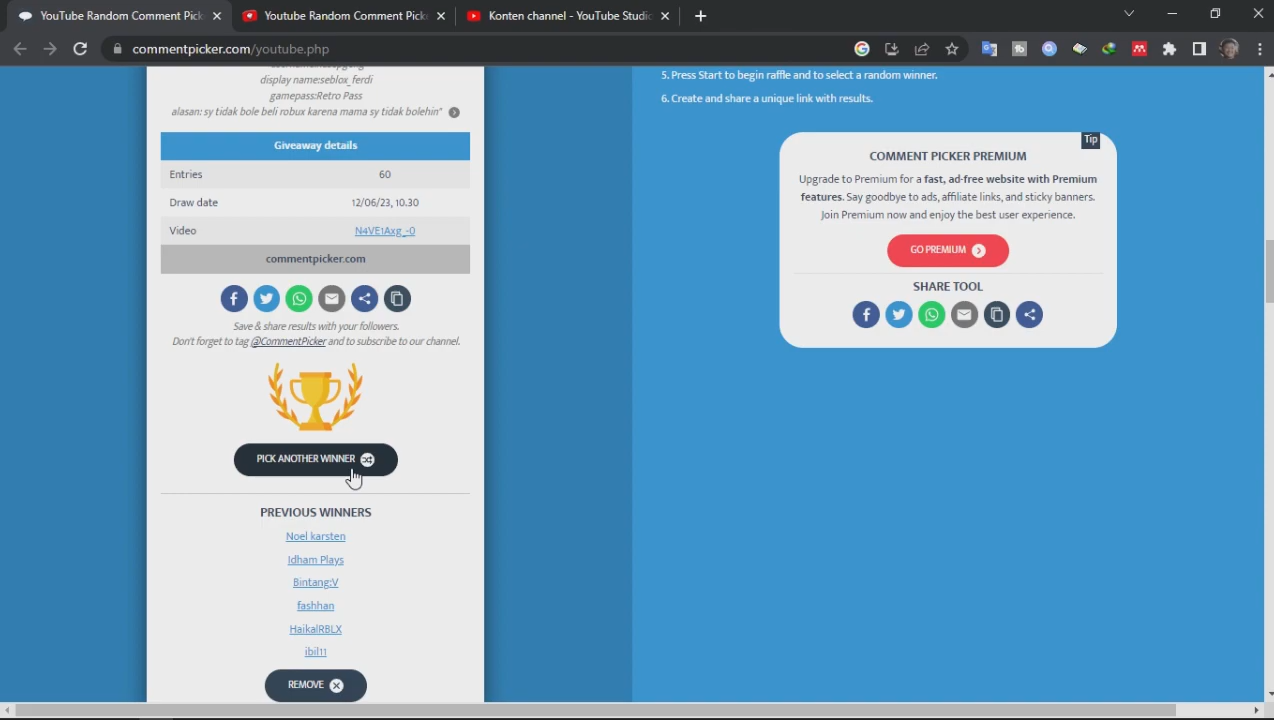 YouTube Random Comment Pick
Youtube Random Comment Picke
Konten channel - YouTube Studio
commentpicker.com/youtube.php
display name:seblox_ferdi
gamepass:Retro Pass
alasan: sy tidak bole beli robux karena mama sy tidak bolehin"
Giveaway details
Entries 60
Draw date 12/06/23, 10.30
Video N4VE1Axg_-0
commentpicker.com
Save & share results with your followers.
Don't forget to tag @CommentPicker and to subscribe to our channel.
PICK ANOTHER WINNER
PREVIOUS WINNERS
Noel karsten
Idham Plays
Bintang:V
fashhan
HaikalRBLX
ibil11
REMOVE
5. Press Start to begin raffle and to select a random winner.
6. Create and share a unique link with results.
Tip
COMMENT PICKER PREMIUM
Upgrade to Premium for a fast, ad-free website with Premium
features. Say goodbye to ads, affiliate links, and sticky banners.
Join Premium now and enjoy the best user experience.
GO PREMIUM
SHARE TOOL